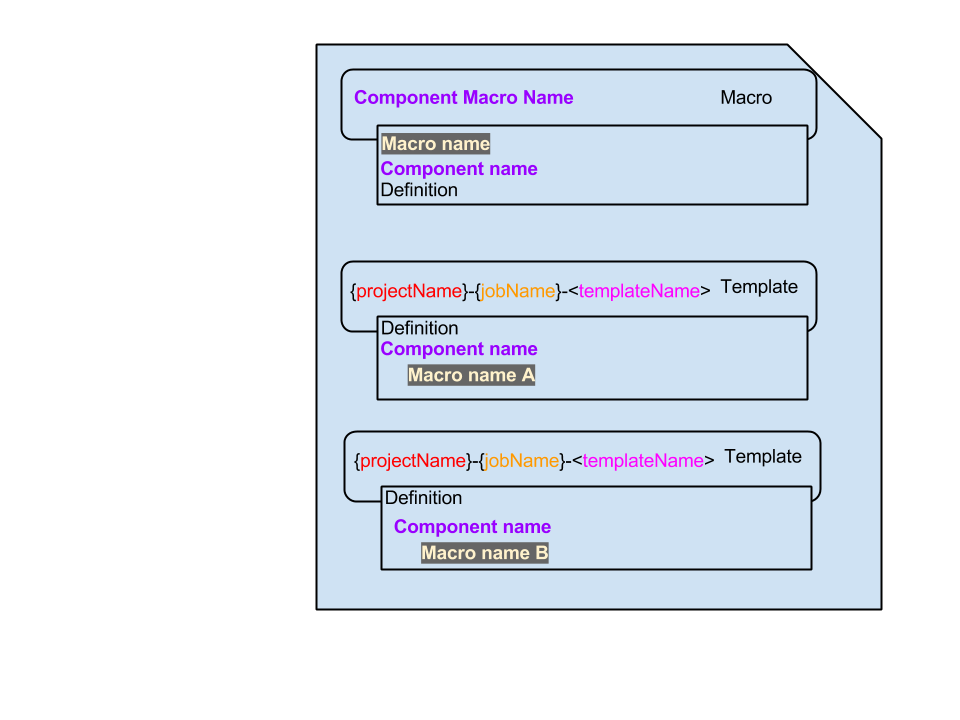 Component Macro Name Macro
Macro name
Component name
Definition
{projectName}-{jobName}-<templateName> Template
Definition
Component name
Macro name A
{projectName}-{jobName}-<templateName> Template
Definition
Component name
Macro name B